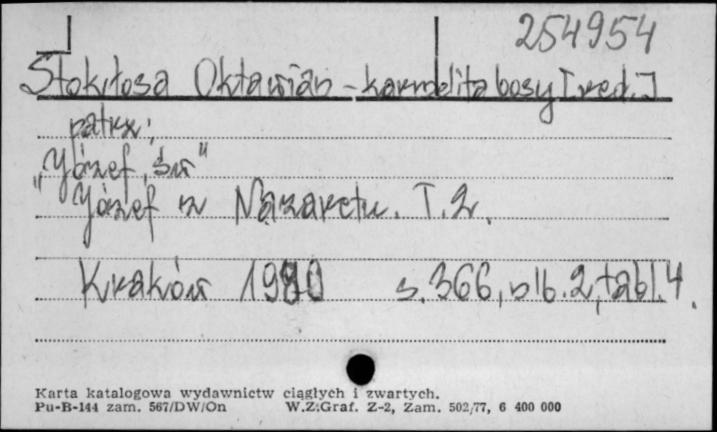 254954
Stokłosa Oktawian - karmelita bosy [red.]
patrz:
"Józef, św"
Józef z Nazaretu. T.2.
Kraków 1980 s.366, nlb.2, tabl.4.
Karta katalogowa wydawnictw ciągłych i zwartych.
Pu-B-144 zam. 567/DW/On W.Z.Graf. Z-2, Zam. 502/77, 6 400 000